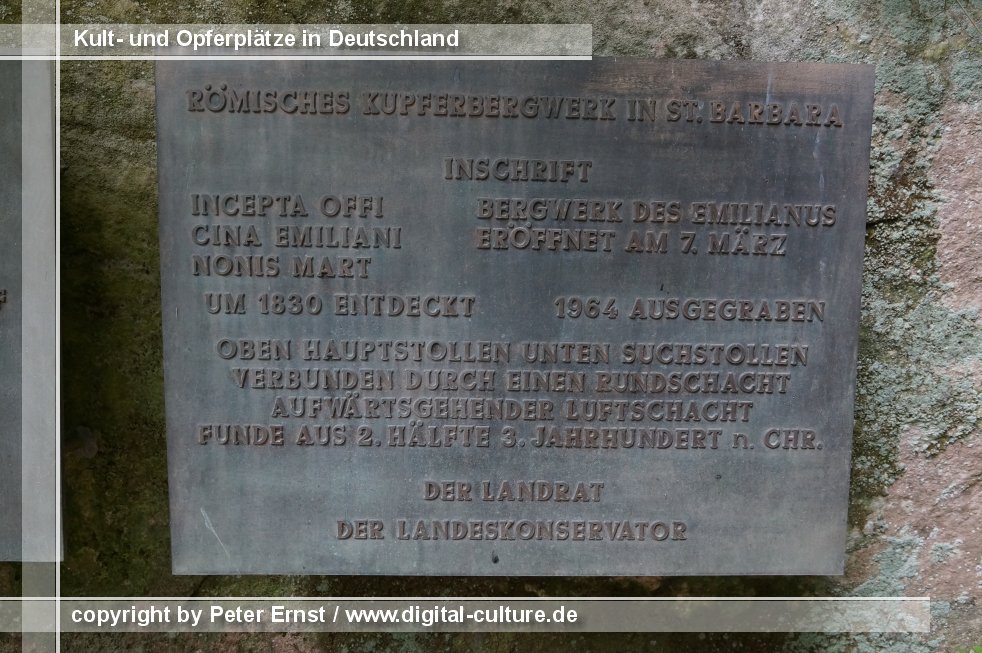 Kult- und Opferplätze in Deutschland
RÖMISCHES KUPFERBERGWERK IN ST. BARBARA
INSCHRIFT
INCEPTA OFFI
CINA EMILIANI
NONIS MART
BERGWERK DES EMILIANUS
ERÖFFNET AM 7. MÄRZ
UM 1830 ENTDECKT 1964 AUSGEGRABEN
OBEN HAUPTSTOLLEN UNTEN SUCHSTOLLEN
VERBUNDEN DURCH EINEN RUNDSCHACHT
AUFWÄRTSGEHENDER LUFTSCHACHT
FUNDE AUS 2. HÄLFTE 3. JAHRHUNDERT n. CHR.
DER LANDRAT
DER LANDESKONSERVATOR
copyright by Peter Ernst / www.digital-culture.de